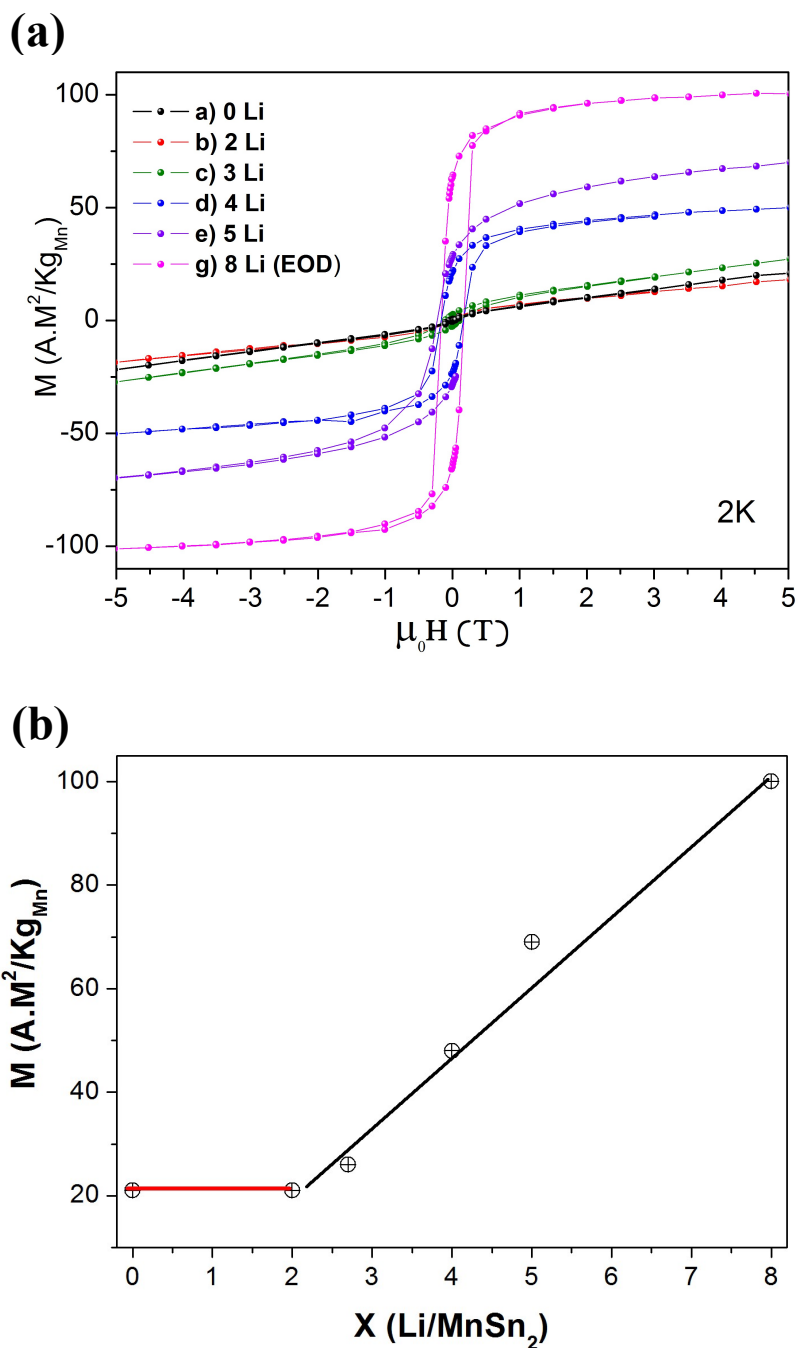 (a)
a) 0 Li
b) 2 Li
c) 3 Li
d) 4 Li
e) 5 Li
g) 8 Li (EOD)
100
50
0
-50
-100
M (A.M²/Kg_Mn)
2K
-5 -4 -3 -2 -1 0 1 2 3 4 5
μ₀H (T)
(b)
100
80
60
40
20
M (A.M²/Kg_Mn)
0 1 2 3 4 5 6 7 8
X (Li/MnSn₂)